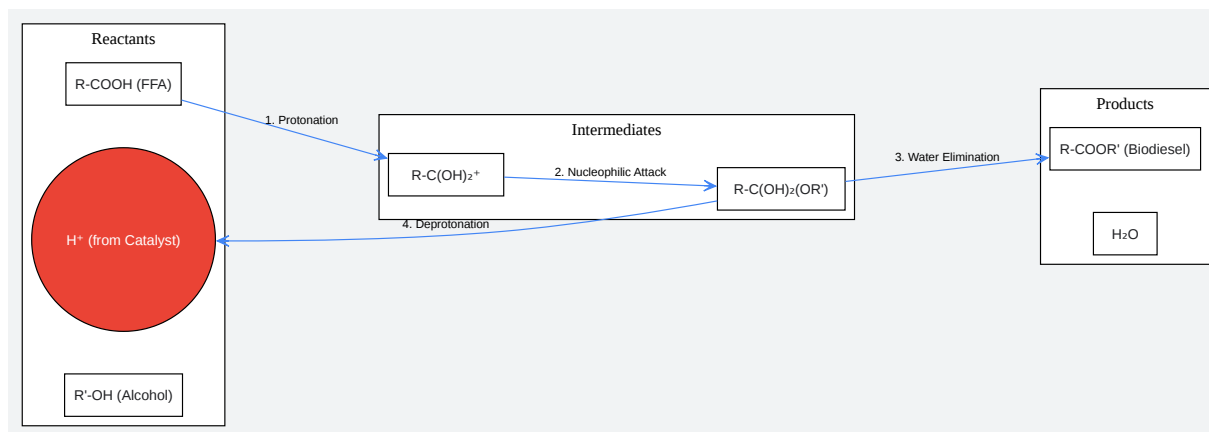 Reactants
R-COOH (FFA)
1. Protonation
H⁺ (from Catalyst)
R'-OH (Alcohol)
Intermediates
R-C(OH)₂⁺
2. Nucleophilic Attack
R-C(OH)₂(OR')
4. Deprotonation
3. Water Elimination
Products
R-COOR' (Biodiesel)
H₂O